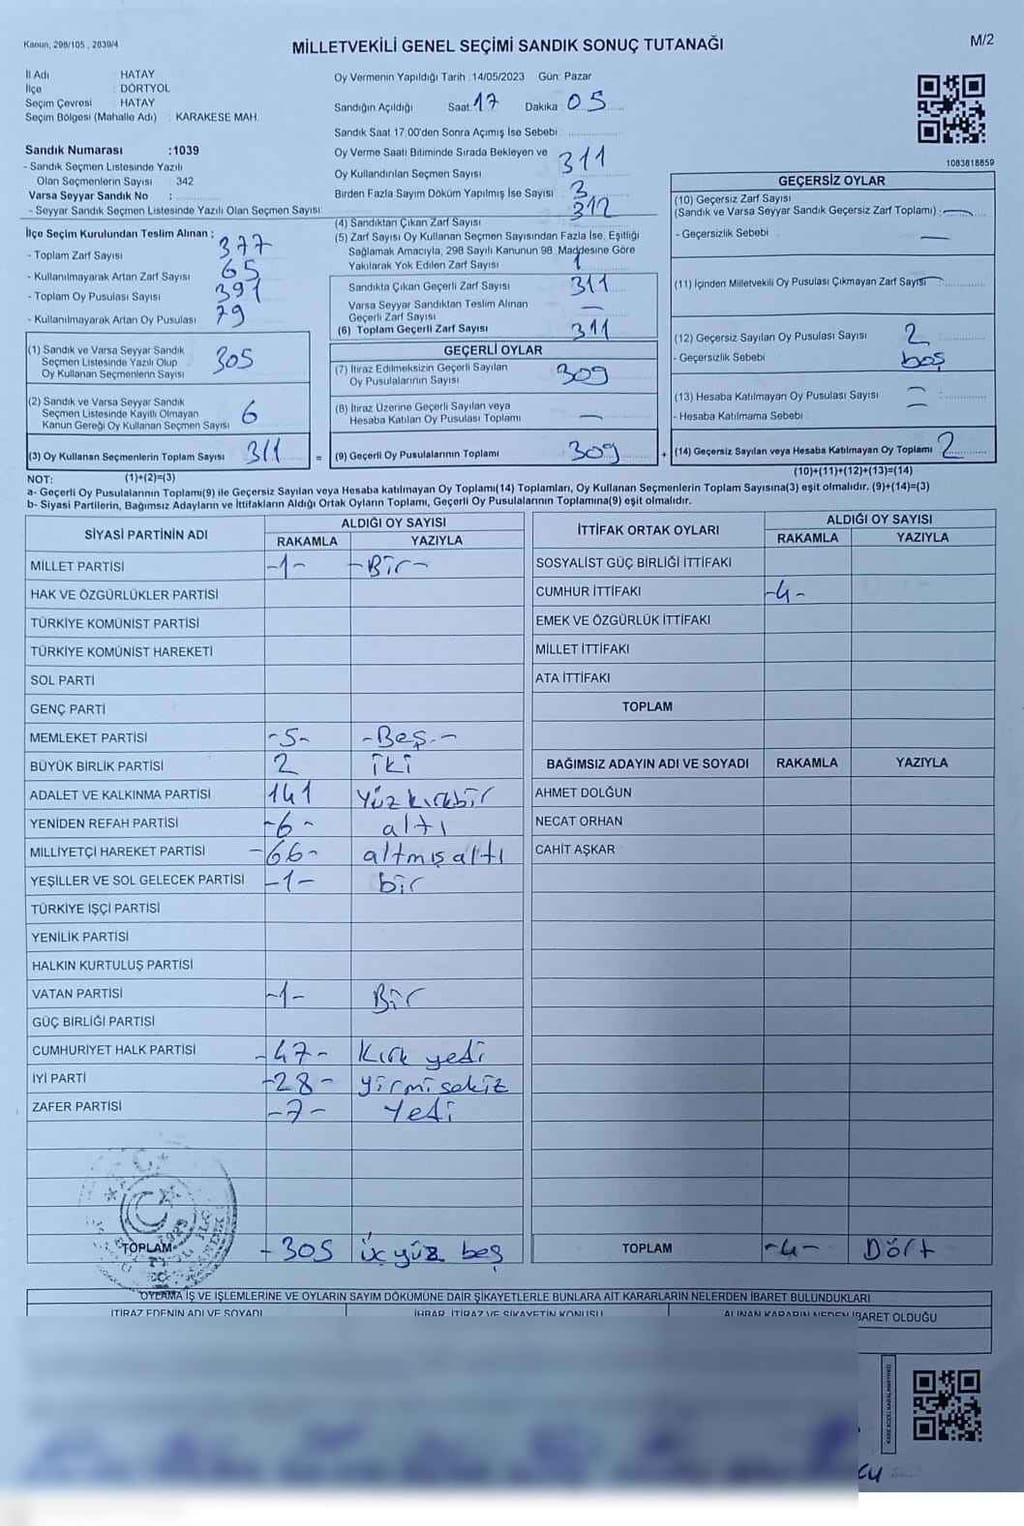 Kanun, 298/105 , 2839/4
MİLLETVEKİLİ GENEL SEÇİMİ SANDIK SONUÇ TUTANAĞI
M/2
İl Adı HATAY
İlçe : DÖRTYOL
Seçim Çevresi HATAY
Seçim Bölgesi (Mahalle Adı) : KARAKESE MAH.
Sandık Numarası :1039
- Sandık Seçmen Listesinde Yazılı
Olan Seçmenlerin Sayısı : 342
Varsa Seyyar Sandık No :
- Seyyar Sandık Seçmen Listesinde Yazılı Olan Seçmen Sayısı:
İlçe Seçim Kurulundan Teslim Alınan :
- Toplam Zarf Sayısı 377
- Kullanılmayarak Artan Zarf Sayısı 65
- Toplam Oy Pusulası Sayısı 391
- Kullanılmayarak Artan Oy Pusulası 79
(1) Sandık ve Varsa Seyyar Sandık
Seçmen Listesinde Yazılı Olup
Oy Kullanan Seçmenlerin Sayısı 305
(2) Sandık ve Varsa Seyyar Sandık
Seçmen Listesinde Kayıtlı Olmayan
Kanun Gereği Oy Kullanan Seçmen Sayısı 6
(3) Oy Kullanan Seçmenlerin Toplam Sayısı 311 =
Oy Vermenin Yapıldığı Tarih :14/05/2023 Gün: Pazar
Sandığın Açıldığı Saat 17 Dakika 05
Sandık Saat 17:00'den Sonra Açımış İse Sebebi
Oy Verme Saati Bitiminde Sırada Bekleyen ve
Oy Kullandırılan Seçmen Sayısı 311
Birden Fazla Sayım Döküm Yapılmış İse Sayısı 3
(4) Sandıktan Çıkan Zarf Sayısı 312
(5) Zarf Sayısı Oy Kullanan Seçmen Sayısından Fazla İse, Eşitliği
Sağlamak Amacıyla, 298 Sayılı Kanunun 98. Maddesine Göre
Yakılarak Yok Edilen Zarf Sayısı 1
Sandıkta Çıkan Geçerli Zarf Sayısı 311
Varsa Seyyar Sandıktan Teslim Alınan
Geçerli Zarf Sayısı —
(6) Toplam Geçerli Zarf Sayısı 311
GEÇERLİ OYLAR
(7) İtiraz Edilmeksizin Geçerli Sayılan
Oy Pusulalarının Sayısı 309
(8) İtiraz Üzerine Geçerli Sayılan veya
Hesaba Katılan Oy Pusulası Toplamı —
(9) Geçerli Oy Pusulalarının Toplamı 309 +
1083818859
GEÇERSİZ OYLAR
(10) Geçersiz Zarf Sayısı
(Sandık ve Varsa Seyyar Sandık Geçersiz Zarf Toplamı) : —
- Geçersizlik Sebebi —
(11) İçinden Milletvekili Oy Pusulası Çıkmayan Zarf Sayısı —
(12) Geçersiz Sayılan Oy Pusulası Sayısı 2
- Geçersizlik Sebebi boş
(13) Hesaba Katılmayan Oy Pusulası Sayısı —
- Hesaba Katılmama Sebebi —
(14) Geçersiz Sayılan veya Hesaba Katılmayan Oy Toplamı 2
NOT: (1)+(2)=(3) (10)+(11)+(12)+(13)=(14)
a- Geçerli Oy Pusulalarının Toplamı(9) ile Geçersiz Sayılan veya Hesaba katılmayan Oy Toplamı(14) Toplamları, Oy Kullanan Seçmenlerin Toplam Sayısına(3) eşit olmalıdır. (9)+(14)=(3)
b- Siyasi Partilerin, Bağımsız Adayların ve İttifakların Aldığı Ortak Oyların Toplamı, Geçerli Oy Pusulalarının Toplamına(9) eşit olmalıdır.
SİYASİ PARTİNİN ADI ALDIĞI OY SAYISI
RAKAMLA YAZIYLA
MİLLET PARTİSİ -1- -Bir-
HAK VE ÖZGÜRLÜKLER PARTİSİ
TÜRKİYE KOMÜNİST PARTİSİ
TÜRKİYE KOMÜNİST HAREKETİ
SOL PARTİ
GENÇ PARTİ
MEMLEKET PARTİSİ -5- -Beş-
BÜYÜK BİRLİK PARTİSİ 2 iki
ADALET VE KALKINMA PARTİSİ 141 yüzkırkbir
YENİDEN REFAH PARTİSİ -6- altı
MİLLİYETÇİ HAREKET PARTİSİ -66- altmışaltı
YEŞİLLER VE SOL GELECEK PARTİSİ -1- bir
TÜRKİYE İŞÇİ PARTİSİ
YENİLİK PARTİSİ
HALKIN KURTULUŞ PARTİSİ
VATAN PARTİSİ -1- Bir
GÜÇ BİRLİĞİ PARTİSİ
CUMHURİYET HALK PARTİSİ -47- Kırk yedi
İYİ PARTİ -28- yirmisekiz
ZAFER PARTİSİ -7- Yedi
TOPLAM -305 üçyüz beş
İTTİFAK ORTAK OYLARI ALDIĞI OY SAYISI
RAKAMLA YAZIYLA
SOSYALİST GÜÇ BİRLİĞİ İTTİFAKI
CUMHUR İTTİFAKI -4-
EMEK VE ÖZGÜRLÜK İTTİFAKI
MİLLET İTTİFAKI
ATA İTTİFAKI
TOPLAM
BAĞIMSIZ ADAYIN ADI VE SOYADI RAKAMLA YAZIYLA
AHMET DOLĞUN
NECAT ORHAN
CAHİT AŞKAR
TOPLAM -4- Dört
OYLAMA İŞ VE İŞLEMLERİNE VE OYLARIN SAYIM DÖKÜMÜNE DAİR ŞİKAYETLERLE BUNLARA AİT KARARLARIN NELERDEN İBARET BULUNDUKLARI
İTİRAZ EDENİN ADI VE SOYADI İHBAR, İTİRAZ VE ŞİKAYETİN KONUSU ALINAN KARARIN NEDEN İBARET OLDUĞU